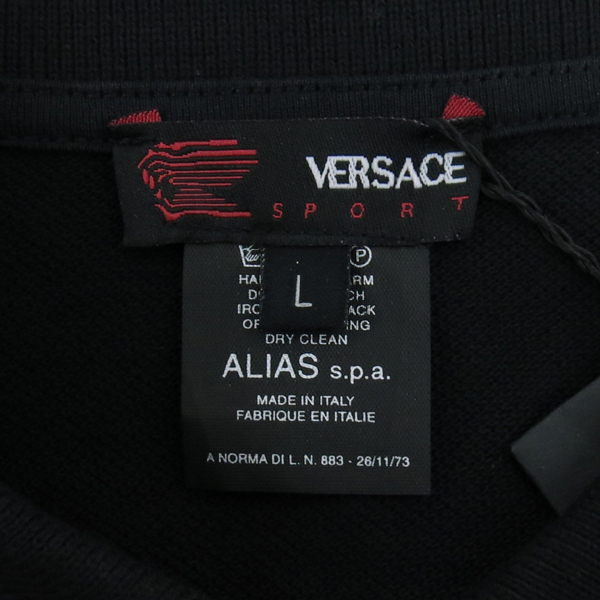 VERSACE
SPORT
L
DRY CLEAN
ALIAS s.p.a.
MADE IN ITALY
FABRIQUE EN ITALIE
A NORMA DI L. N. 883 - 26/11/73